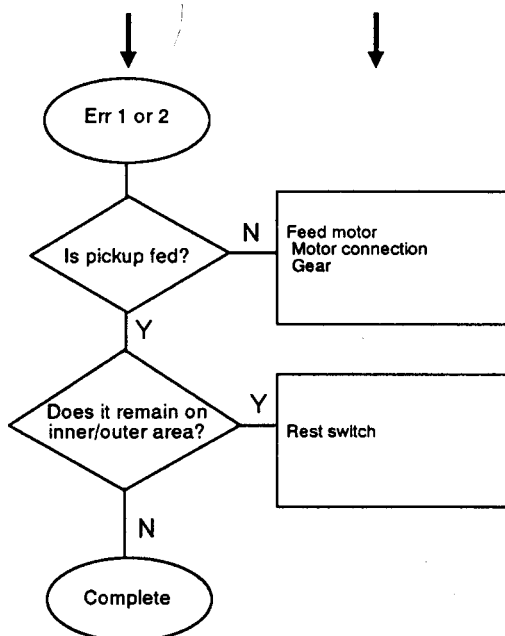 Err 1 or 2
Is pickup fed?
N
Feed motor
Motor connection
Gear
Y
Does it remain on
inner/outer area?
Y
Rest switch
N
Complete